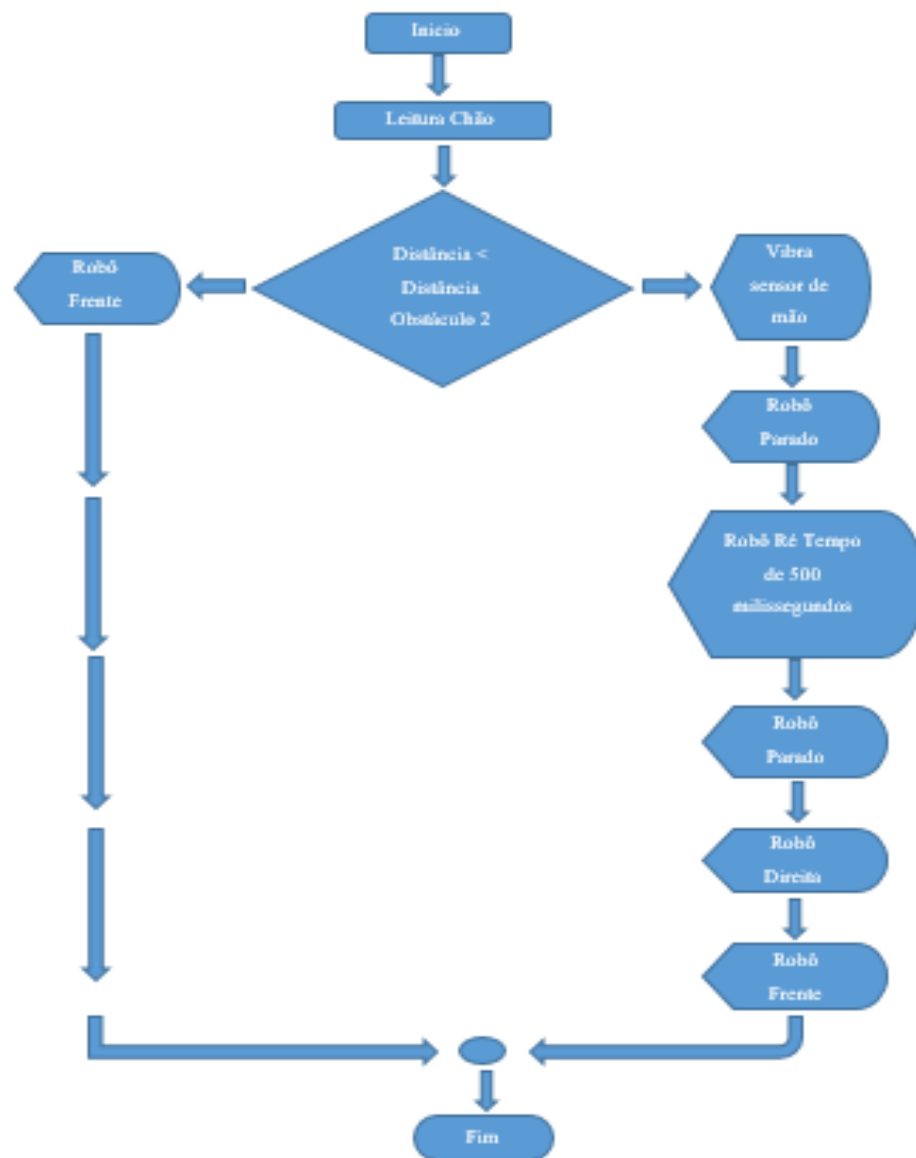 Inicio
Leitura Chão
Distância <
Distância
Obstáculo 2
Robô
Frente
Vibra
sensor de
mão
Robô
Parado
Robô Ré Tempo
de 500
milissegundos
Robô
Parado
Robô
Direita
Robô
Frente
Fim